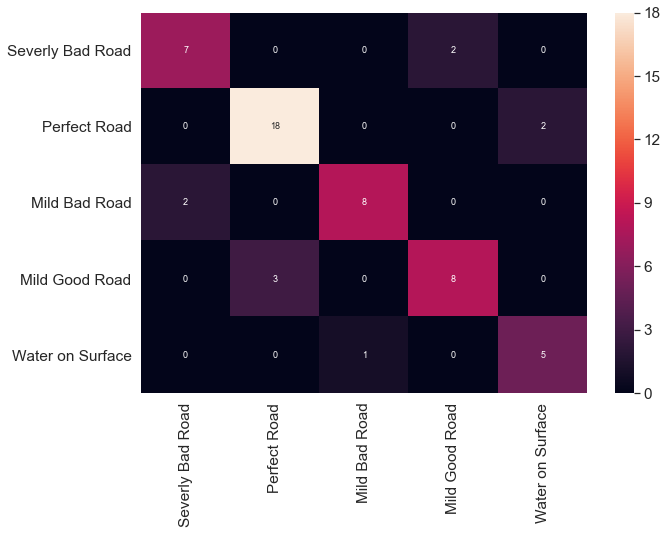 Severly Bad Road 7 0 0 2 0
Perfect Road 0 18 0 0 2
Mild Bad Road 2 0 8 0 0
Mild Good Road 0 3 0 8 0
Water on Surface 0 0 1 0 5
Severly Bad Road
Perfect Road
Mild Bad Road
Mild Good Road
Water on Surface
18
15
12
9
6
3
0